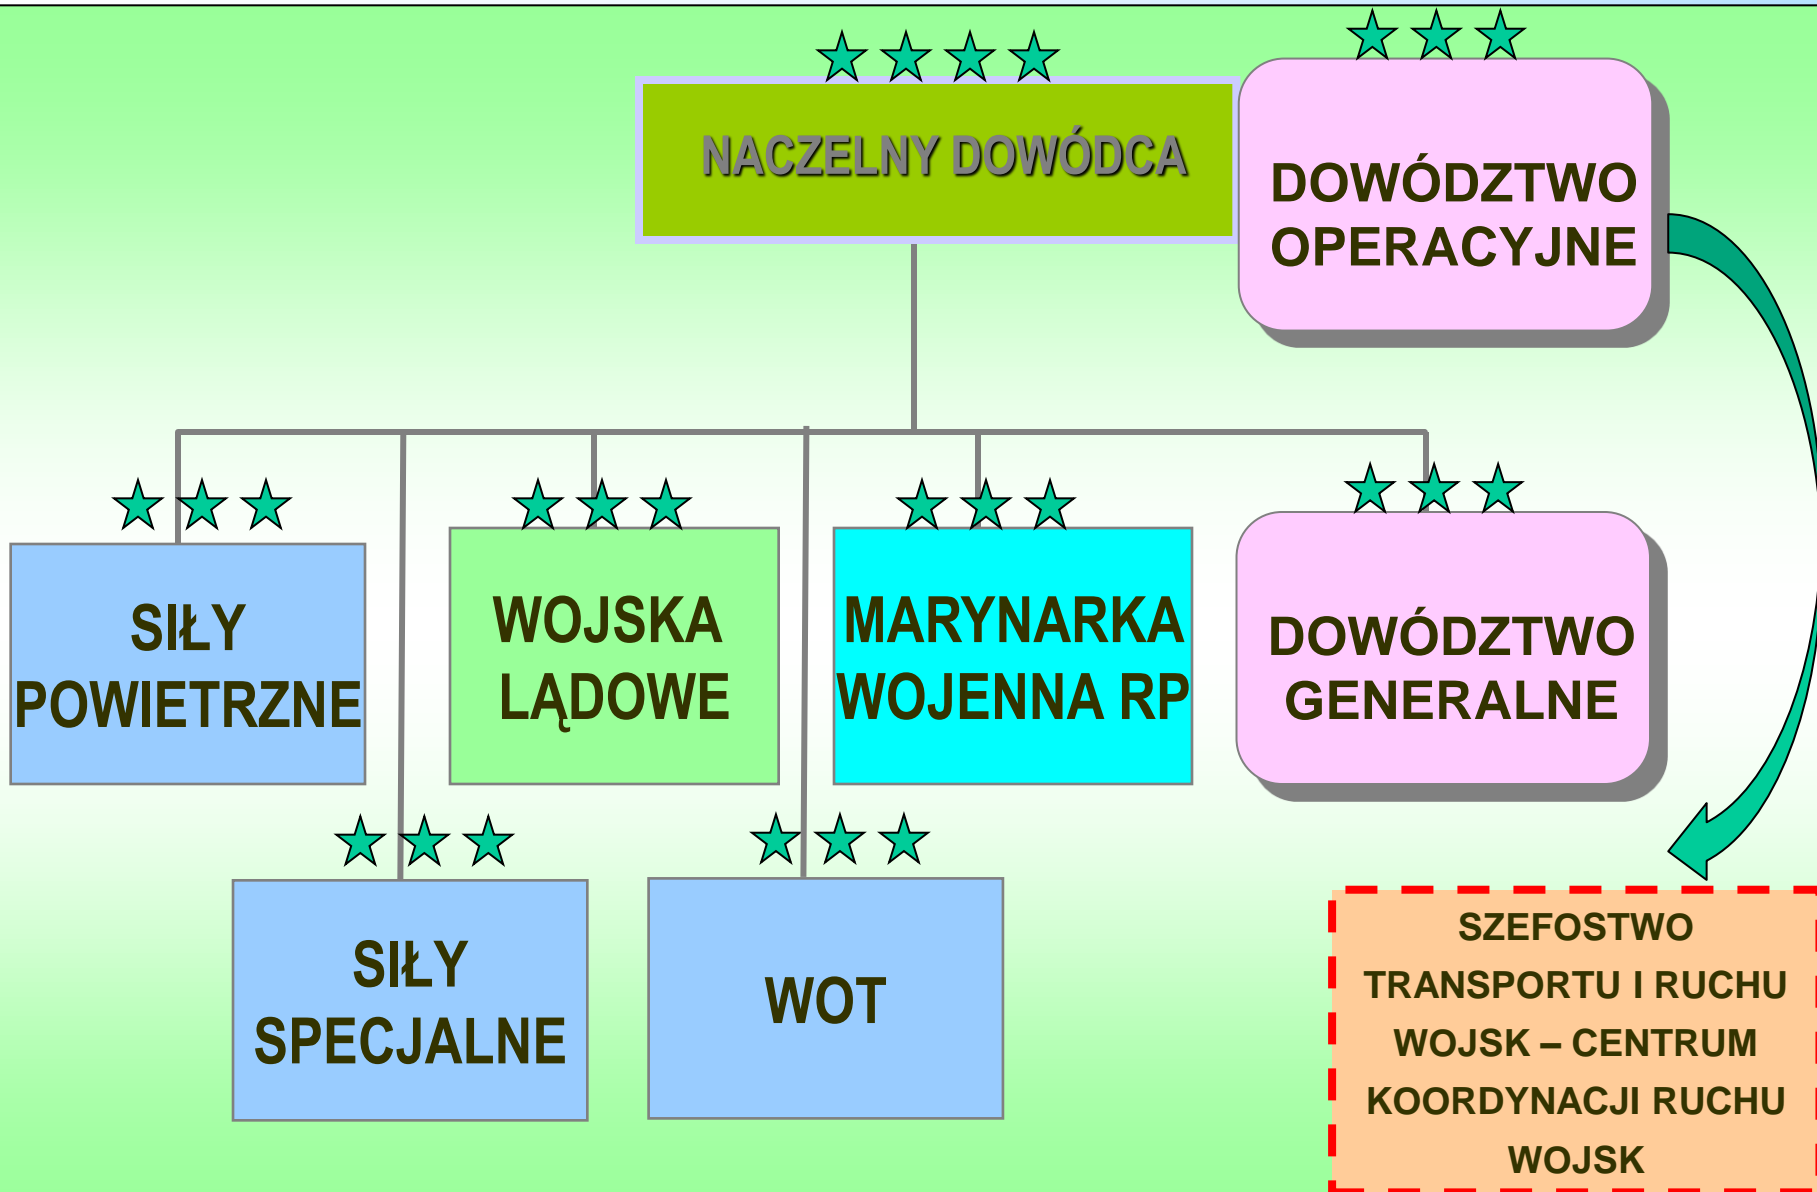 NACZELNY DOWÓDCA
DOWÓDZTWO
OPERACYJNE
SIŁY
POWIETRZNE
WOJSKA
LĄDOWE
MARYNARKA
WOJENNA RP
DOWÓDZTWO
GENERALNE
SIŁY
SPECJALNE
WOT
SZEFOSTWO
TRANSPORTU I RUCHU
WOJSK – CENTRUM
KOORDYNACJI RUCHU
WOJSK